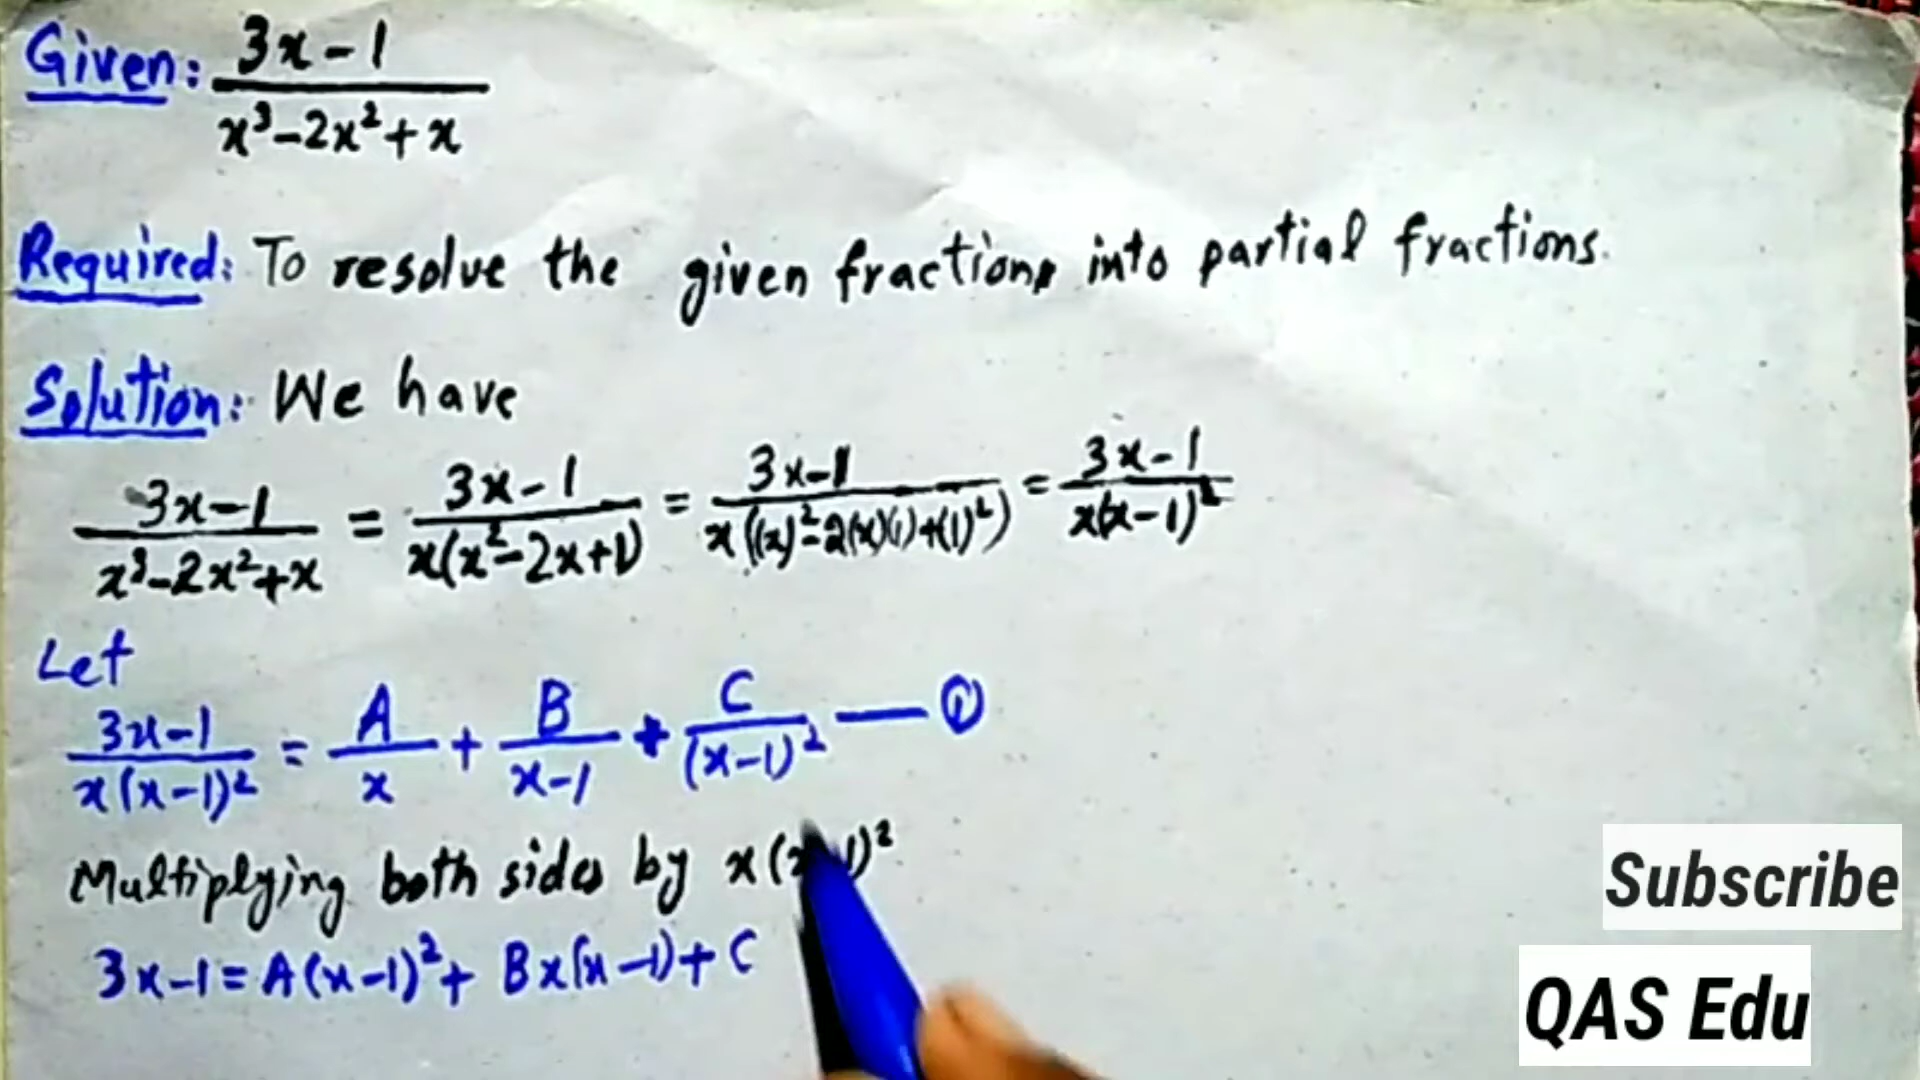 Given: (3x-1)/(x³-2x²+x)
Required: To resolve the given fractions into partial fractions.
Solution: We have
(3x-1)/(x³-2x²+x) = (3x-1)/(x(x²-2x+1)) = (3x-1)/(x((x)²-2(x)(1)+(1)²)) = (3x-1)/(x(x-1)²)
Let
(3x-1)/(x(x-1)²) = A/x + B/(x-1) + C/(x-1)² — ①
Multiplying both sides by x(x-1)²
3x-1 = A(x-1)² + Bx(x-1) + C
Subscribe
QAS Edu